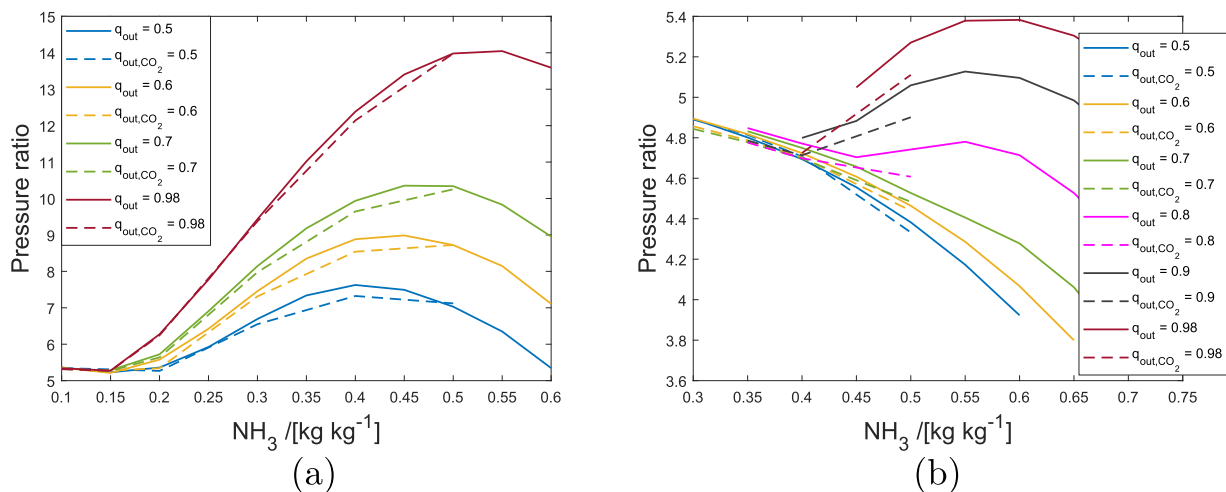 15
14
13
12
11
10
9
8
7
6
5
Pressure ratio
q_out = 0.5
q_out,CO₂ = 0.5
q_out = 0.6
q_out,CO₂ = 0.6
q_out = 0.7
q_out,CO₂ = 0.7
q_out = 0.98
q_out,CO₂ = 0.98
0.1 0.15 0.2 0.25 0.3 0.35 0.4 0.45 0.5 0.55 0.6
NH₃ /[kg kg⁻¹]
(a)
5.4
5.2
5
4.8
4.6
4.4
4.2
4
3.8
3.6
Pressure ratio
q_out = 0.5
q_out,CO₂ = 0.5
q_out = 0.6
q_out,CO₂ = 0.6
q_out = 0.7
q_out,CO₂ = 0.7
q_out = 0.8
q_out,CO₂ = 0.8
q_out = 0.9
q_out,CO₂ = 0.9
q_out = 0.98
q_out,CO₂ = 0.98
0.3 0.35 0.4 0.45 0.5 0.55 0.6 0.65 0.7 0.75
NH₃ /[kg kg⁻¹]
(b)